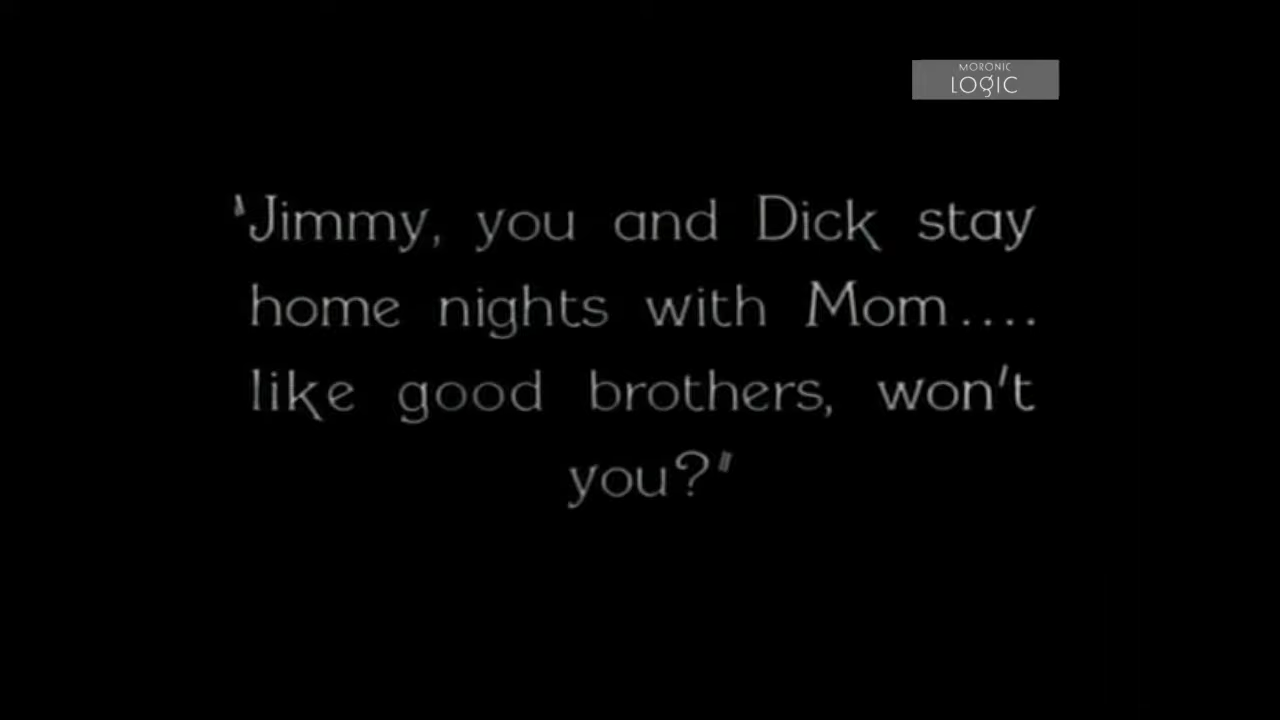 MORONIC
LOGIC
"Jimmy, you and Dick stay
home nights with Mom....
like good brothers, won't
you?"